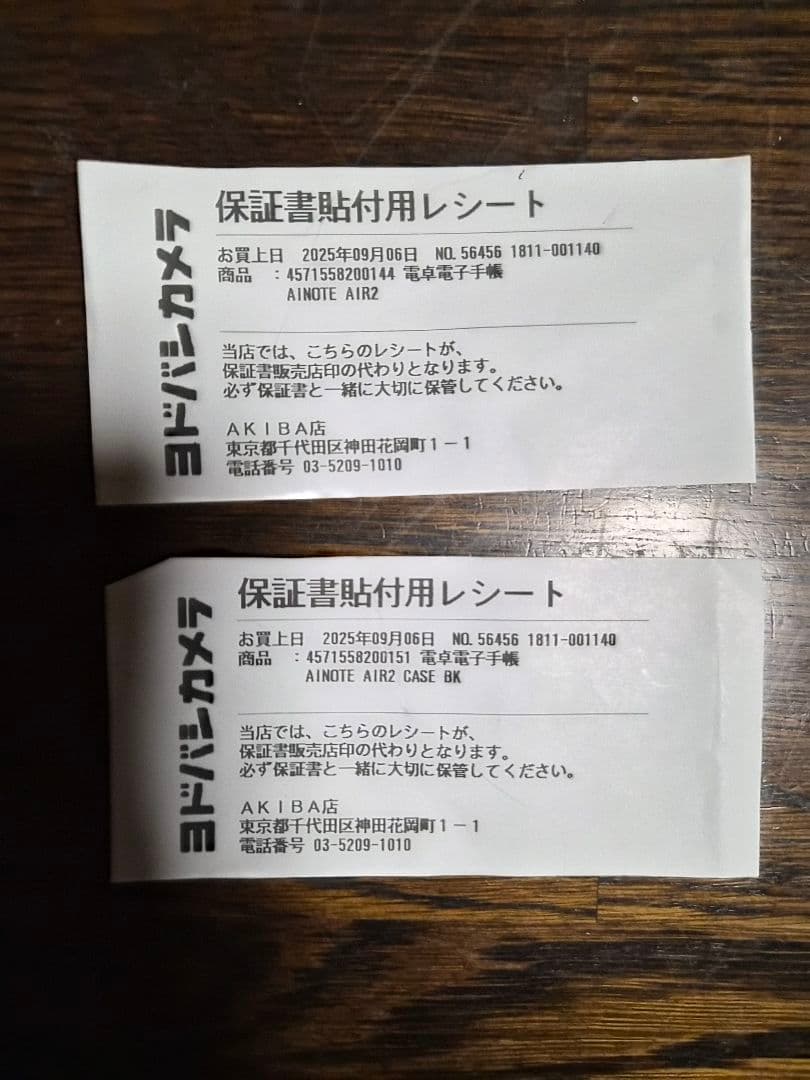 ヨドバシカメラ
保証書貼付用レシート
お買上日 2025年09月06日 NO.56456 1811-001140
商品 :4571558200144 電卓電子手帳
AINOTE AIR2
当店では、こちらのレシートが、
保証書販売店印の代わりとなります。
必ず保証書と一緒に大切に保管してください。
AKIBA店
東京都千代田区神田花岡町1-1
電話番号 03-5209-1010
ヨドバシカメラ
保証書貼付用レシート
お買上日 2025年09月06日 NO.56456 1811-001140
商品 :4571558200151 電卓電子手帳
AINOTE AIR2 CASE BK
当店では、こちらのレシートが、
保証書販売店印の代わりとなります。
必ず保証書と一緒に大切に保管してください。
AKIBA店
東京都千代田区神田花岡町1-1
電話番号 03-5209-1010